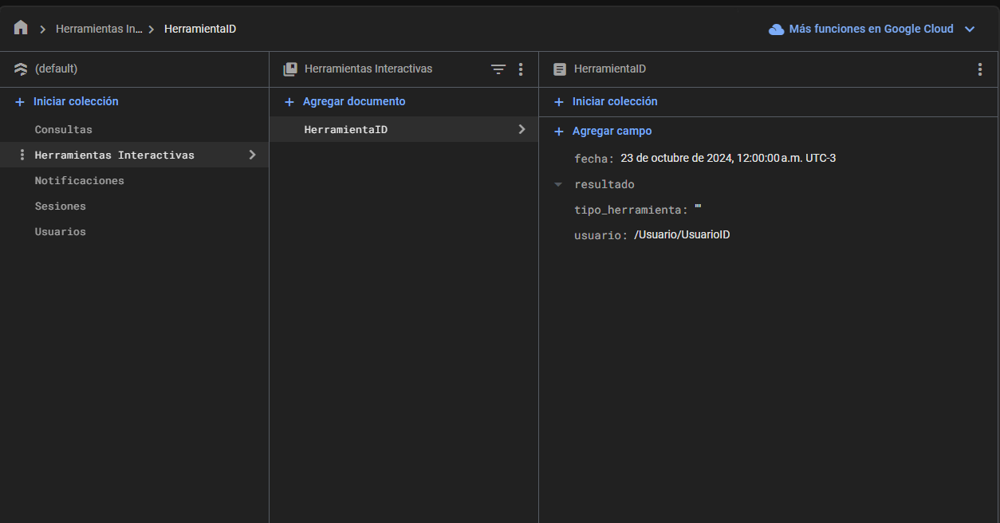 Herramientas In... HerramientaID
Más funciones en Google Cloud
(default)
Iniciar colección
Consultas
Herramientas Interactivas
Notificaciones
Sesiones
Usuarios
Herramientas Interactivas
Agregar documento
HerramientaID
HerramientaID
Iniciar colección
Agregar campo
fecha: 23 de octubre de 2024, 12:00:00 a.m. UTC-3
resultado
tipo_herramienta: ""
usuario: /Usuario/UsuarioID